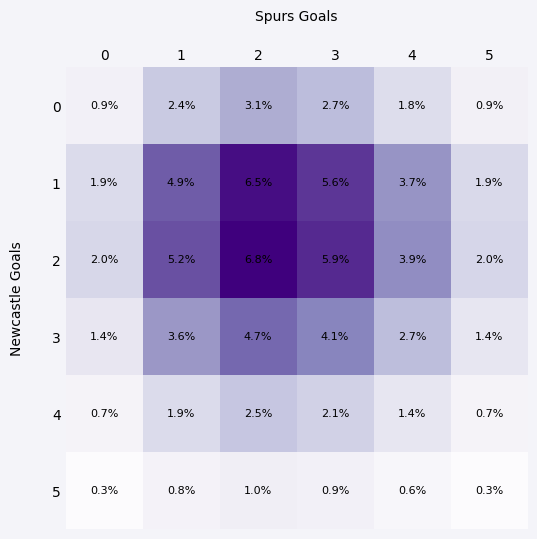 Spurs Goals
0 1 2 3 4 5
0 0.9% 2.4% 3.1% 2.7% 1.8% 0.9%
1 1.9% 4.9% 6.5% 5.6% 3.7% 1.9%
2 2.0% 5.2% 6.8% 5.9% 3.9% 2.0%
Newcastle Goals
3 1.4% 3.6% 4.7% 4.1% 2.7% 1.4%
4 0.7% 1.9% 2.5% 2.1% 1.4% 0.7%
5 0.3% 0.8% 1.0% 0.9% 0.6% 0.3%